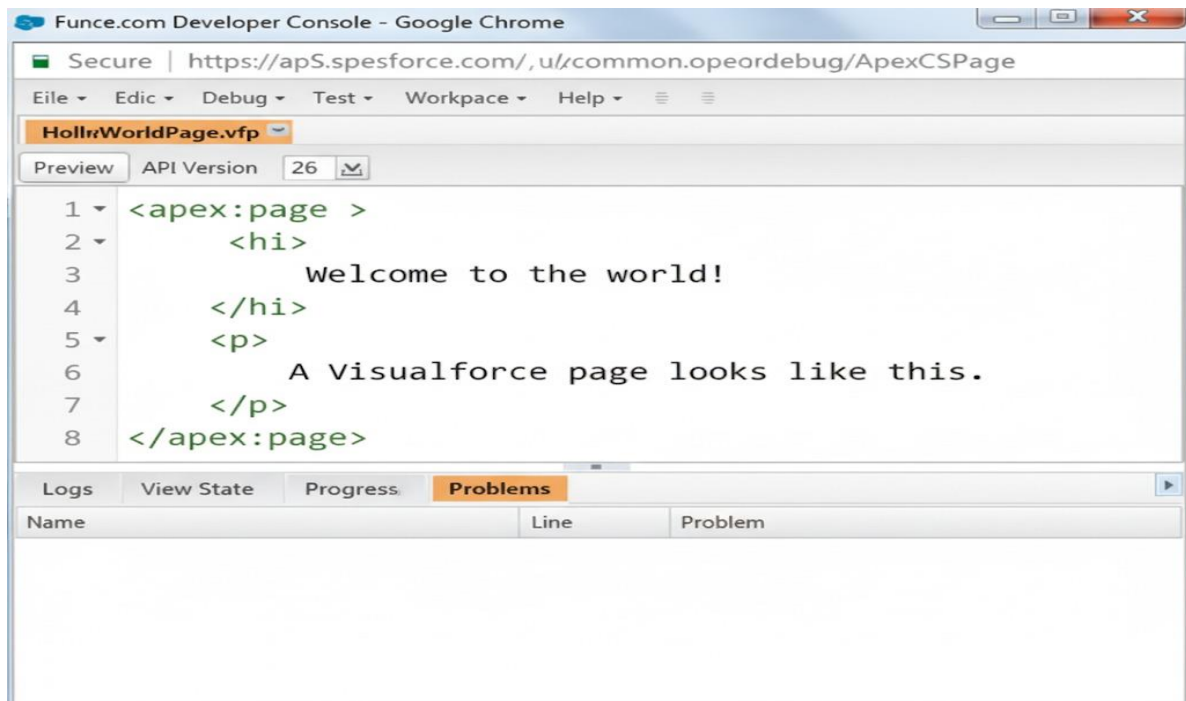 Funce.com Developer Console - Google Chrome
Secure | https://apS.spesforce.com/,u/common.opeordebug/ApexCSPage
Eile Edic Debug Test Workpace Help
WorldPage.vfp
Preview API Version 26
1 <apex:page >
2 <hi>
3 Welcome to the world!
4 </hi>
5 <p>
6 A Visualforce page looks like this.
7 </p>
8 </apex:page>
Logs View State Progress Problems
Name Line Problem